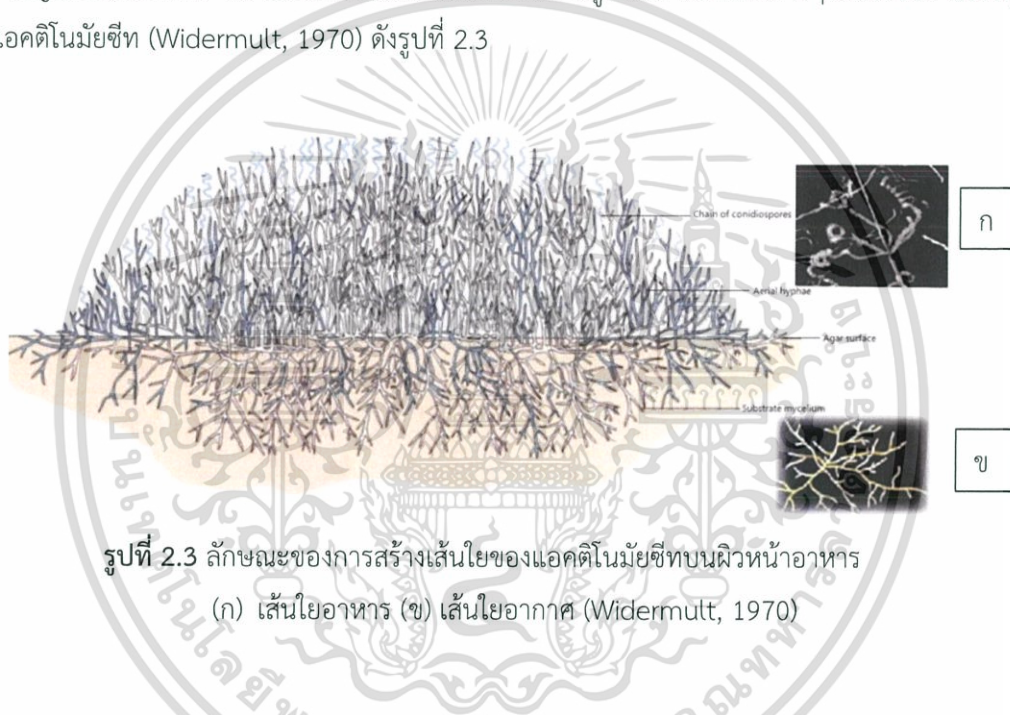 แอคติโนมัยซีท (Widermult, 1970) ดังรูปที่ 2.3
Chain of conidiospores
ก
Aerial hyphae
Agar surface
Substrate mycelium
ข
รูปที่ 2.3 ลักษณะของการสร้างเส้นใยของแอคติโนมัยซีทบนผิวหน้าอาหาร
(ก) เส้นใยอาหาร (ข) เส้นใยอากาศ (Widermult, 1970)